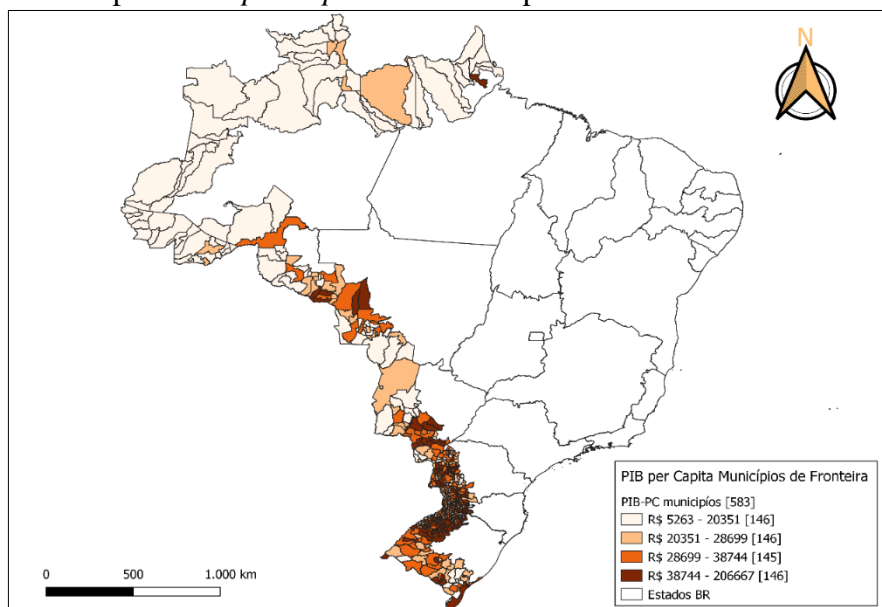 N
PIB per Capita Municípios de Fronteira
PIB-PC municipíos [583]
R$ 5263 - 20351 [146]
R$ 20351 - 28699 [146]
R$ 28699 - 38744 [145]
R$ 38744 - 206667 [146]
Estados BR
0 500 1.000 km